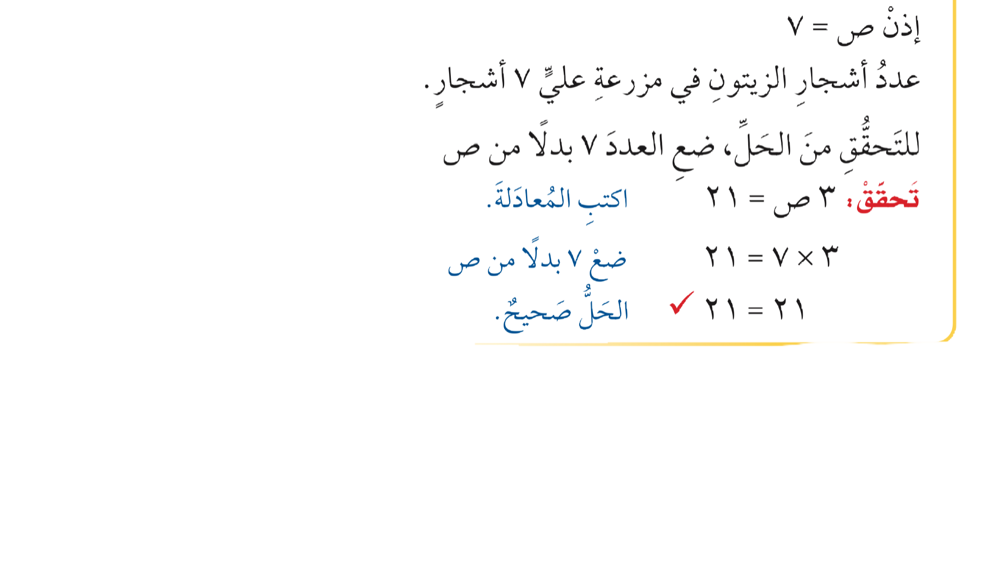 إذنْ ص = ٧
عددُ أشجارِ الزيتونِ في مزرعةِ عليٍّ ٧ أشجارٍ.
للتَحقُّقِ منَ الحَلِّ، ضعِ العددَ ٧ بدلًا من ص
تَحقَقْ: ٣ ص = ٢١ اكتبِ المُعادَلةَ.
٣ × ٧ = ٢١ ضعْ ٧ بدلًا من ص
٢١ = ٢١ ✓ الحَلُّ صَحيحٌ.